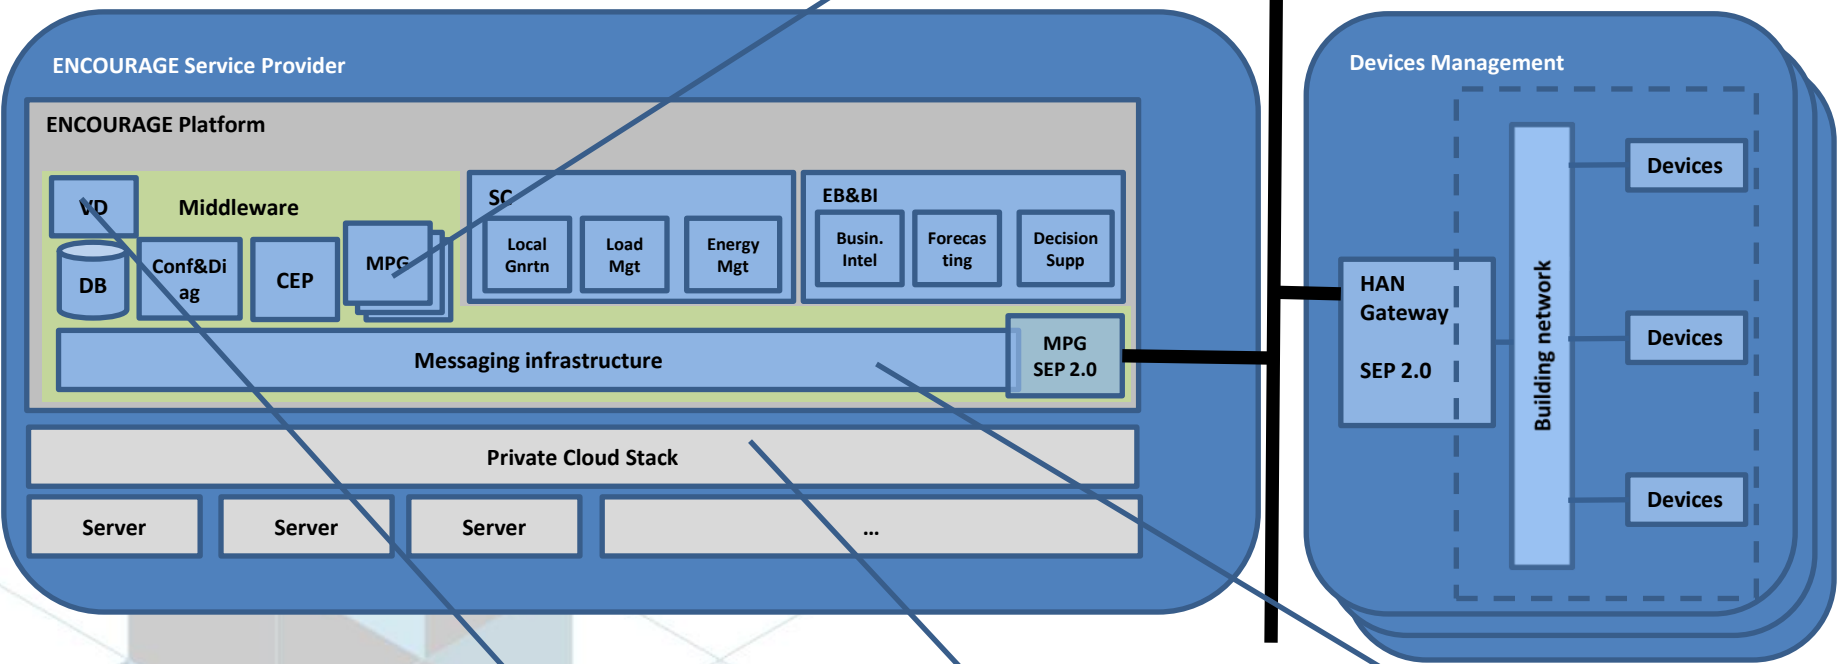 ENCOURAGE Service Provider
ENCOURAGE Platform
VD
Middleware
DB
Conf&Di
ag
CEP
MPG
SC
Local
Gnrtn
Load
Mgt
Energy
Mgt
EB&BI
Busin.
Intel
Forecas
ting
Decision
Supp
Messaging infrastructure
MPG
SEP 2.0
Private Cloud Stack
Server
Server
Server
...
Devices Management
HAN
Gateway
SEP 2.0
Building network
Devices
Devices
Devices